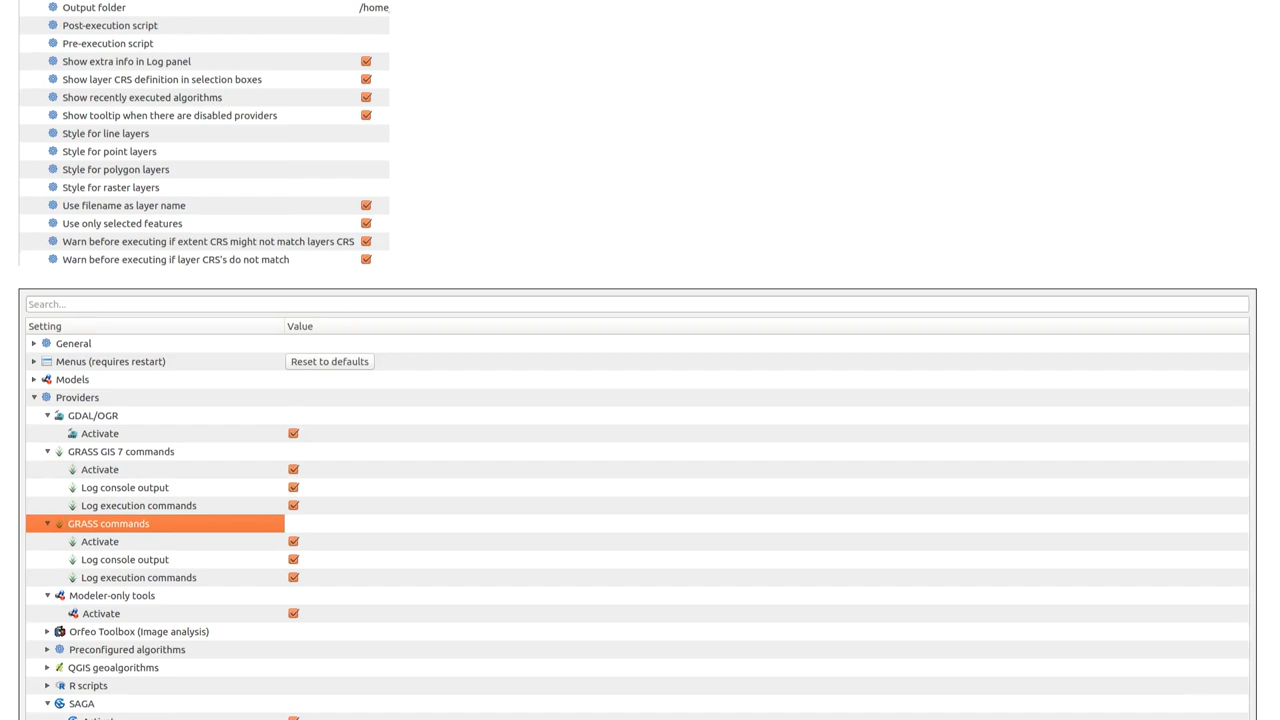 Output folder /home
Post-execution script
Pre-execution script
Show extra info in Log panel
Show layer CRS definition in selection boxes
Show recently executed algorithms
Show tooltip when there are disabled providers
Style for line layers
Style for point layers
Style for polygon layers
Style for raster layers
Use filename as layer name
Use only selected features
Warn before executing if extent CRS might not match layers CRS
Warn before executing if layer CRS's do not match
Search...
Setting Value
General
Menus (requires restart) Reset to defaults
Models
Providers
GDAL/OGR
Activate
GRASS GIS 7 commands
Activate
Log console output
Log execution commands
GRASS commands
Activate
Log console output
Log execution commands
Modeler-only tools
Activate
Orfeo Toolbox (Image analysis)
Preconfigured algorithms
QGIS geoalgorithms
R scripts
SAGA